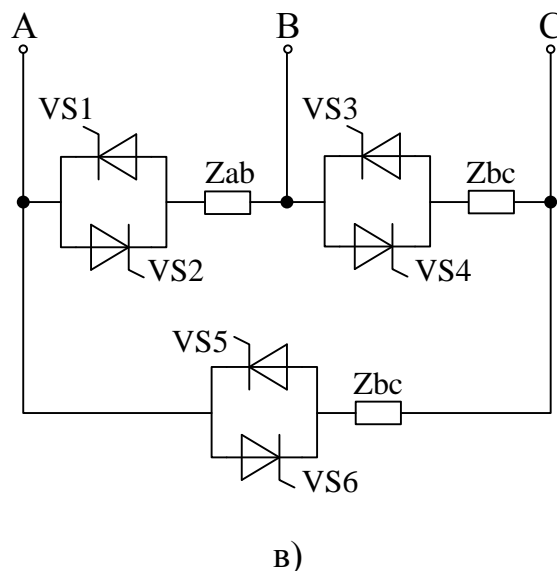 A B C
VS1 VS3
Zab Zbc
VS2 VS4
VS5
Zbc
VS6
в)